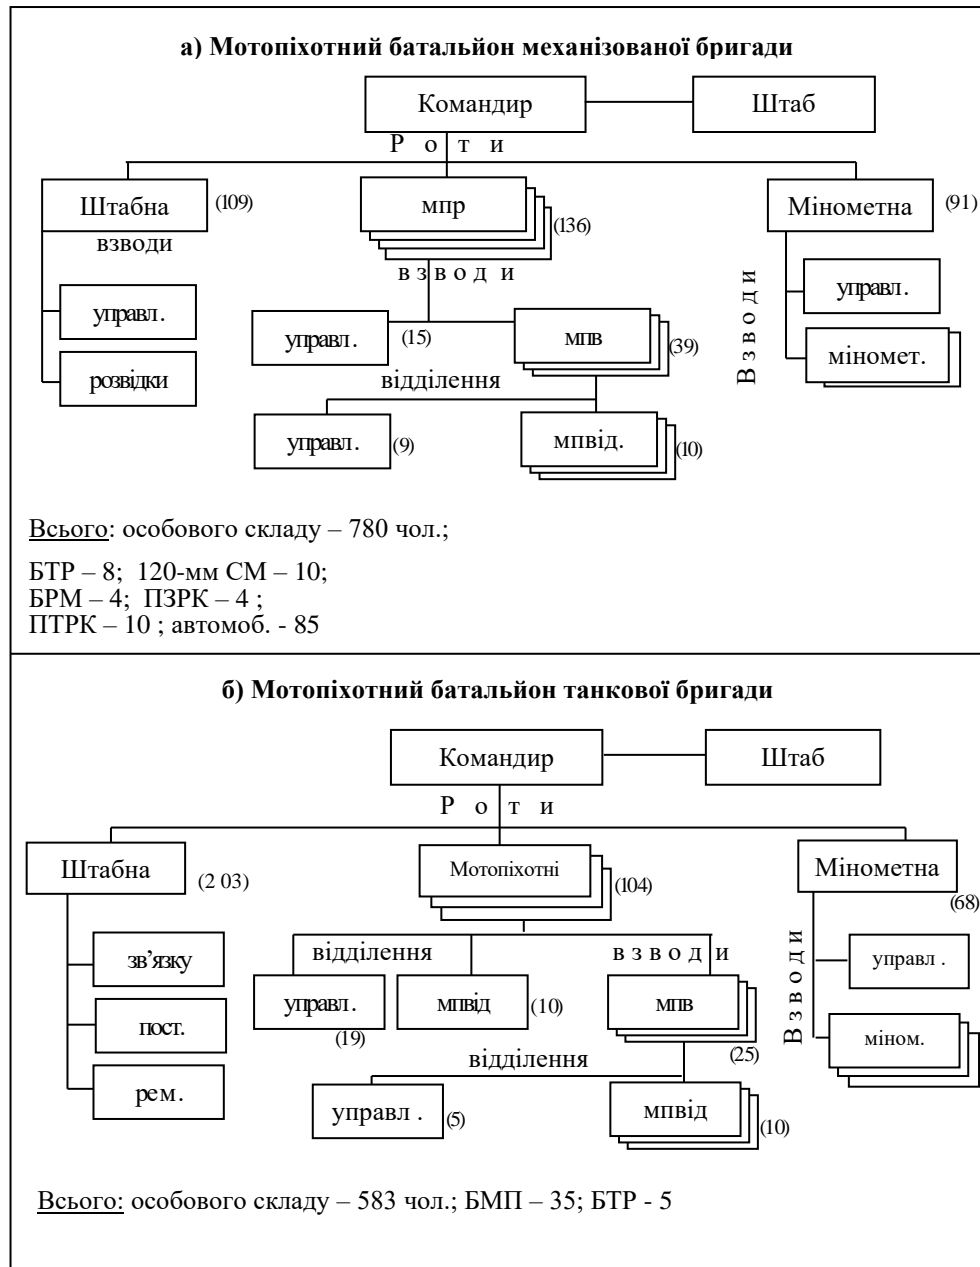 а) Мотопіхотний батальйон механізованої бригади
Командир
Штаб
Р о т и
Штабна
(109)
мпр
(136)
Мінометна
(91)
взводи
в з в о д и
В з в о д и
управл.
розвідки
управл.
(15)
мпв
(39)
управл.
міномет.
відділення
управл.
(9)
мпвід.
(10)
Всього: особового складу – 780 чол.;
БТР – 8; 120-мм СМ – 10;
БРМ – 4; ПЗРК – 4 ;
ПТРК – 10 ; автомоб. - 85
б) Мотопіхотний батальйон танкової бригади
Командир
Штаб
Р о т и
Штабна
(2 03)
Мотопіхотні
(104)
Мінометна
(68)
зв’язку
пост.
рем.
відділення
в з в о д и
В з в о д и
управл.
(19)
мпвід
(10)
мпв
(25)
управл .
міном.
відділення
управл .
(5)
мпвід
(10)
Всього: особового складу – 583 чол.; БМП – 35; БТР - 5